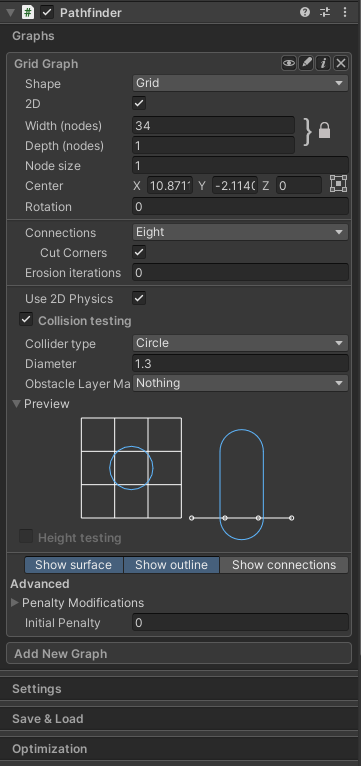 # Pathfinder
Graphs
Grid Graph
Shape Grid
2D
Width (nodes) 34
Depth (nodes) 1
Node size 1
Center X 10.871 Y -2.114 Z 0
Rotation 0
Connections Eight
Cut Corners
Erosion iterations 0
Use 2D Physics
Collision testing
Collider type Circle
Diameter 1.3
Obstacle Layer Ma Nothing
Preview
Height testing
Show surface Show outline Show connections
Advanced
Penalty Modifications
Initial Penalty 0
Add New Graph
Settings
Save & Load
Optimization